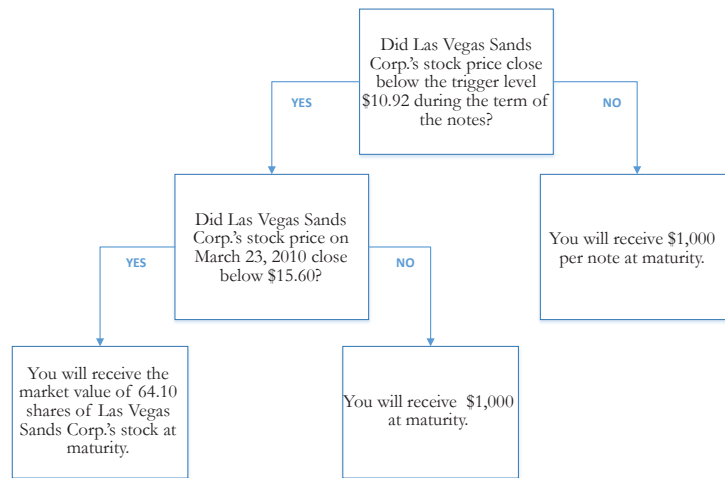 Did Las Vegas Sands
Corp.'s stock price close
below the trigger level
$10.92 during the term of
the notes?
YES
NO
Did Las Vegas Sands
Corp.'s stock price on
March 23, 2010 close
below $15.60?
You will receive $1,000
per note at maturity.
YES
NO
You will receive the
market value of 64.10
shares of Las Vegas
Sands Corp.'s stock at
maturity.
You will receive $1,000
at maturity.